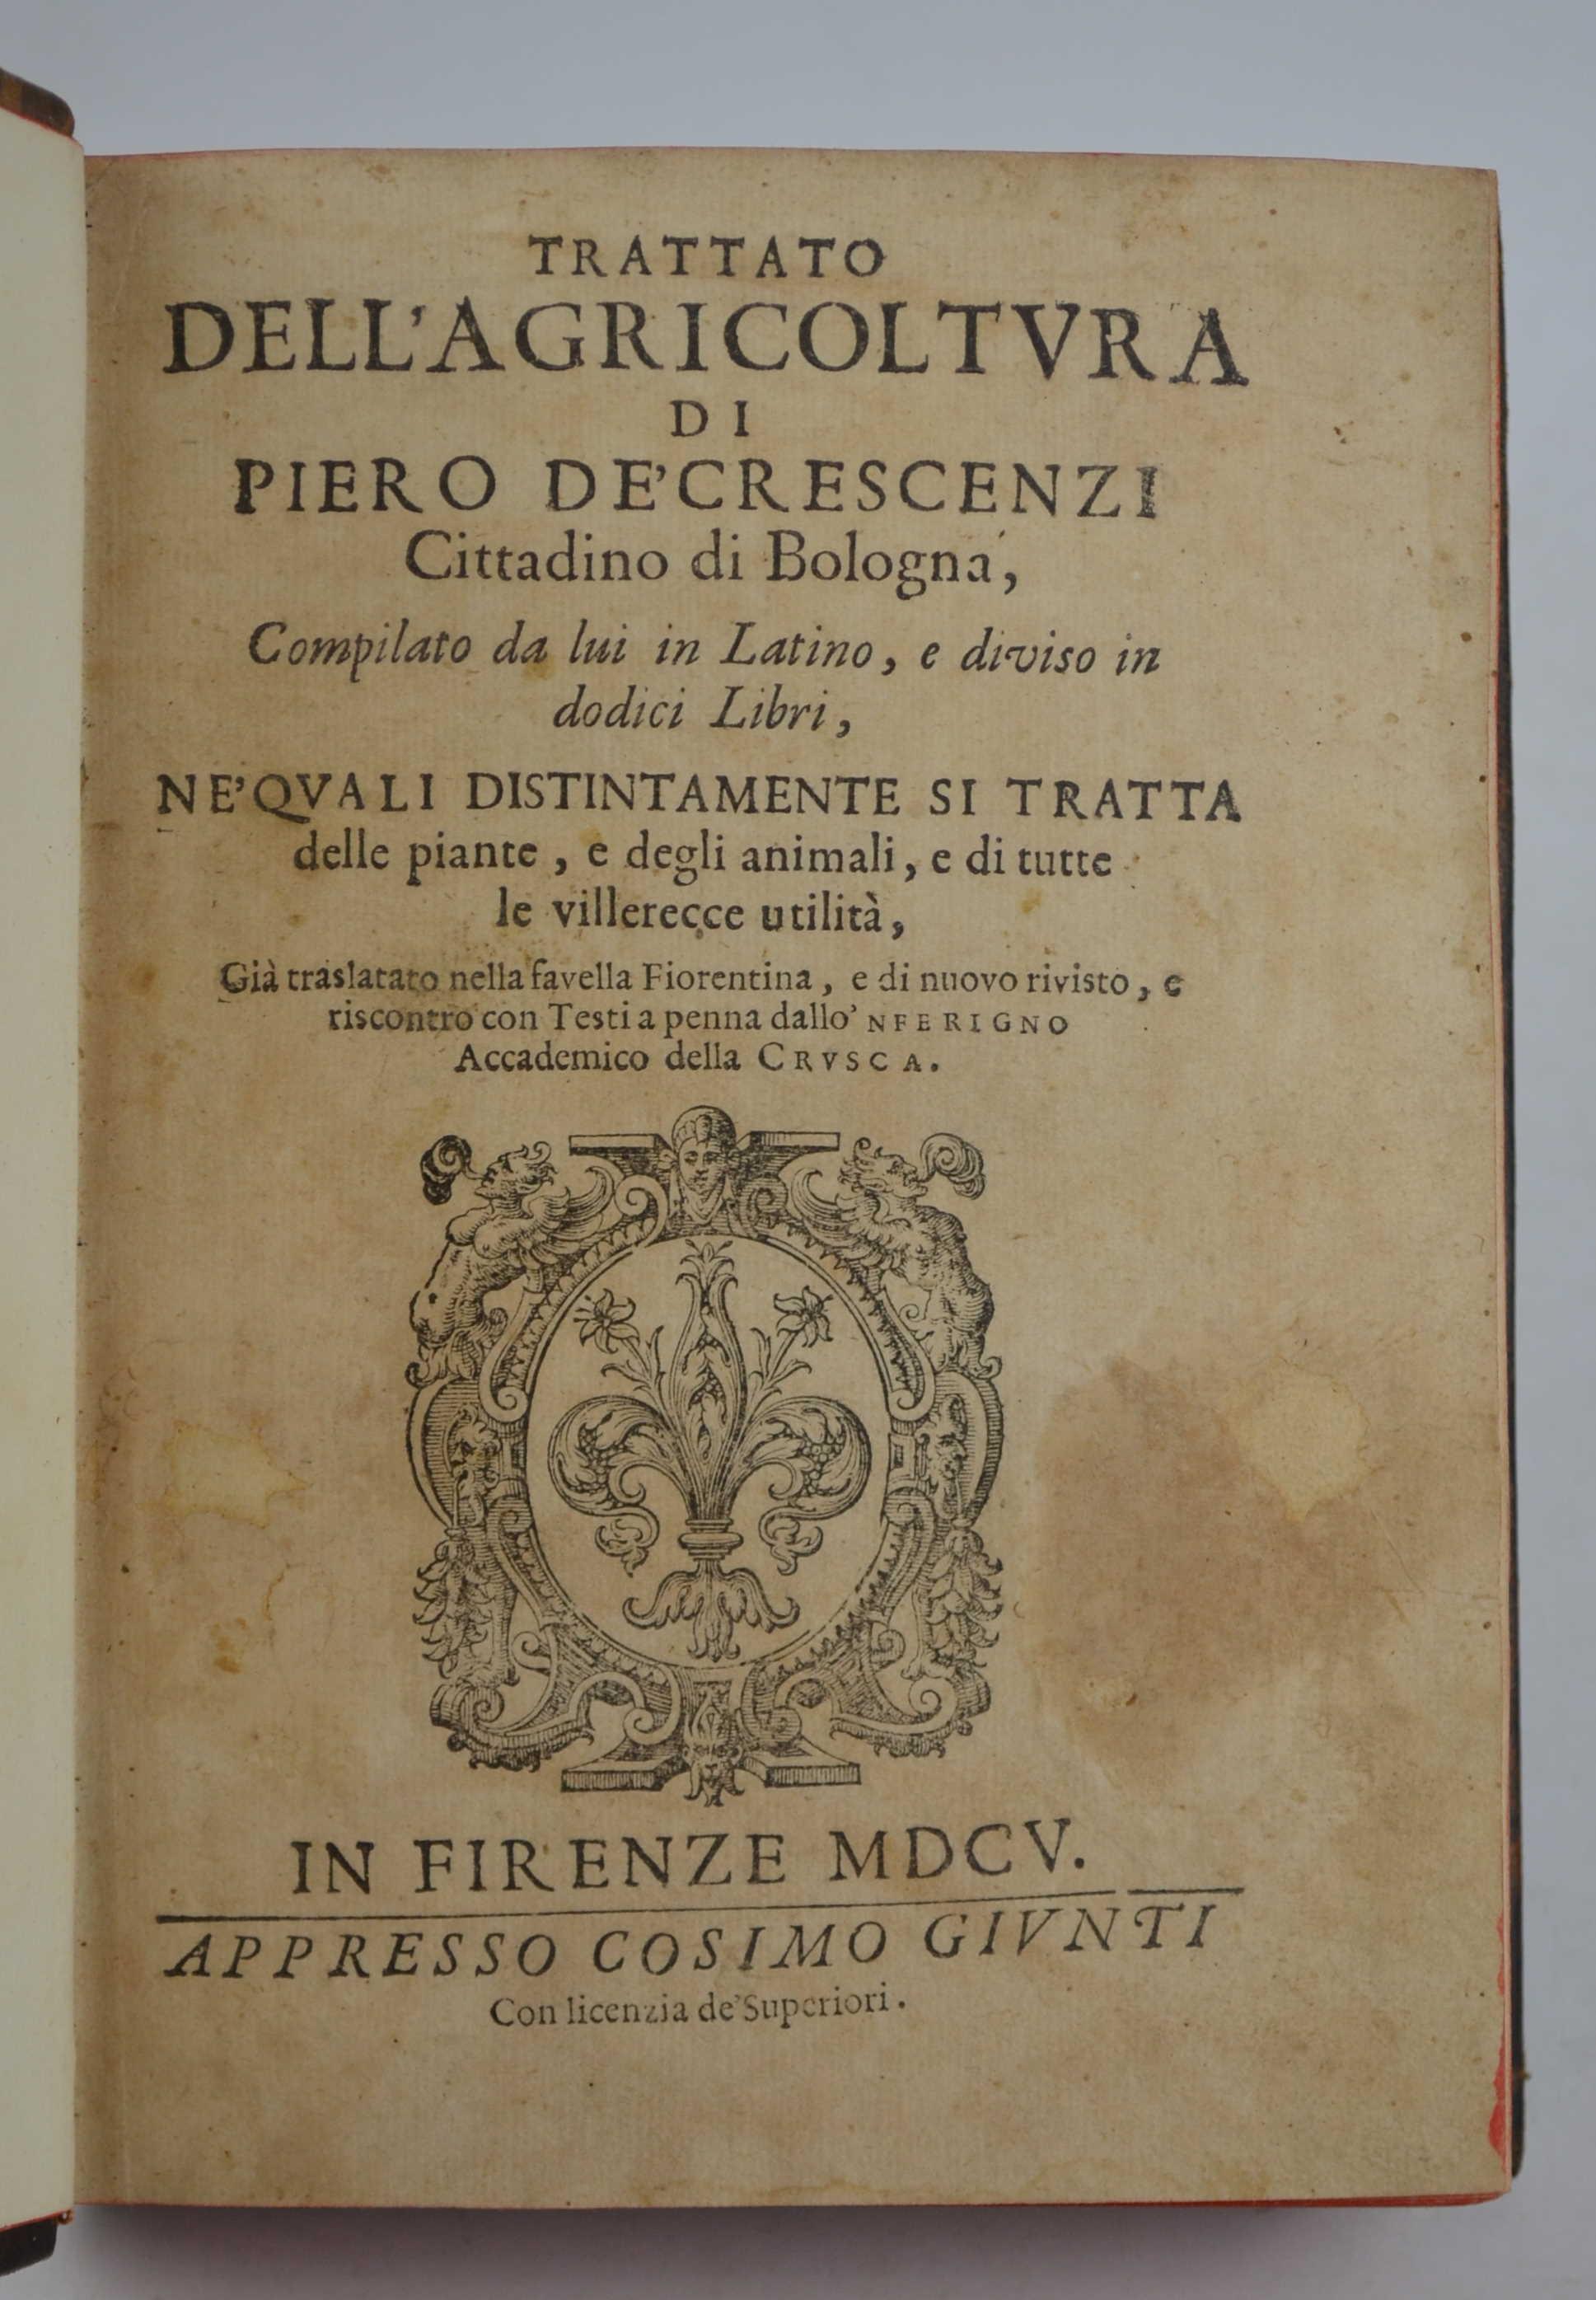 TRATTATO
DELL'AGRICOLTVRA
DI
PIERO DE'CRESCENZI
Cittadino di Bologna,
Compilato da lui in Latino, e diviso in
dodici Libri,
NE'QVALI DISTINTAMENTE SI TRATTA
delle piante, e degli animali, e di tutte
le villerecce utilità,
Già traslatato nella favella Fiorentina, e di nuovo rivisto, e
riscontro con Testi a penna dallo'NFERIGNO
Accademico della CRVSCA.
IN FIRENZE MDCV.
APPRESSO COSIMO GIVNTI
Con licenzia de'Superiori.